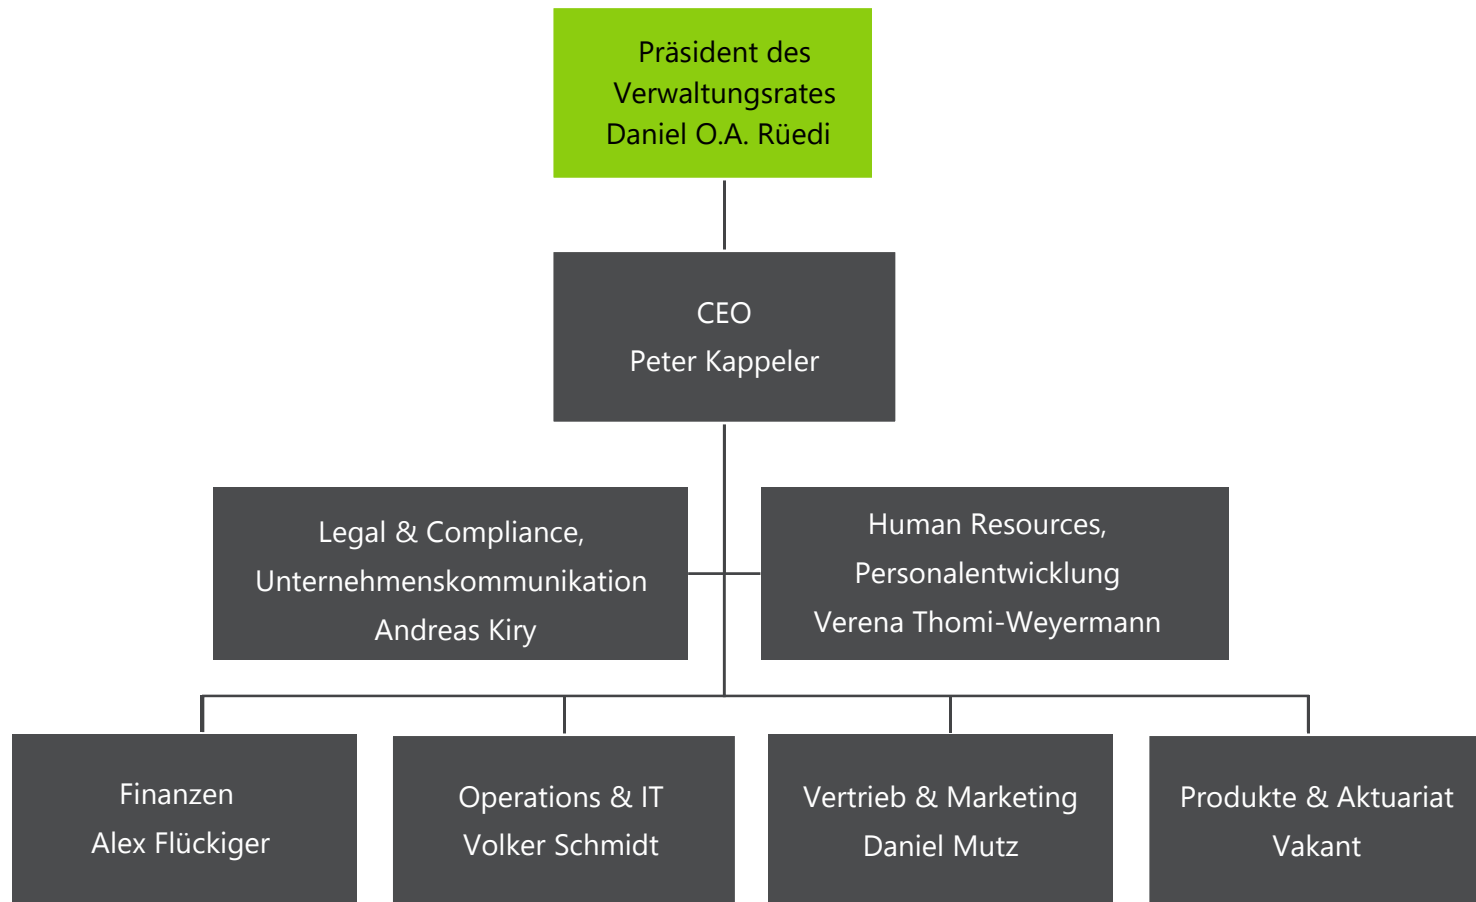 Präsident des
Verwaltungsrates
Daniel O.A. Rüedi
CEO
Peter Kappeler
Legal & Compliance,
Unternehmenskommunikation
Andreas Kiry
Human Resources,
Personalentwicklung
Verena Thomi-Weyermann
Finanzen
Alex Flückiger
Operations & IT
Volker Schmidt
Vertrieb & Marketing
Daniel Mutz
Produkte & Aktuariat
Vakant